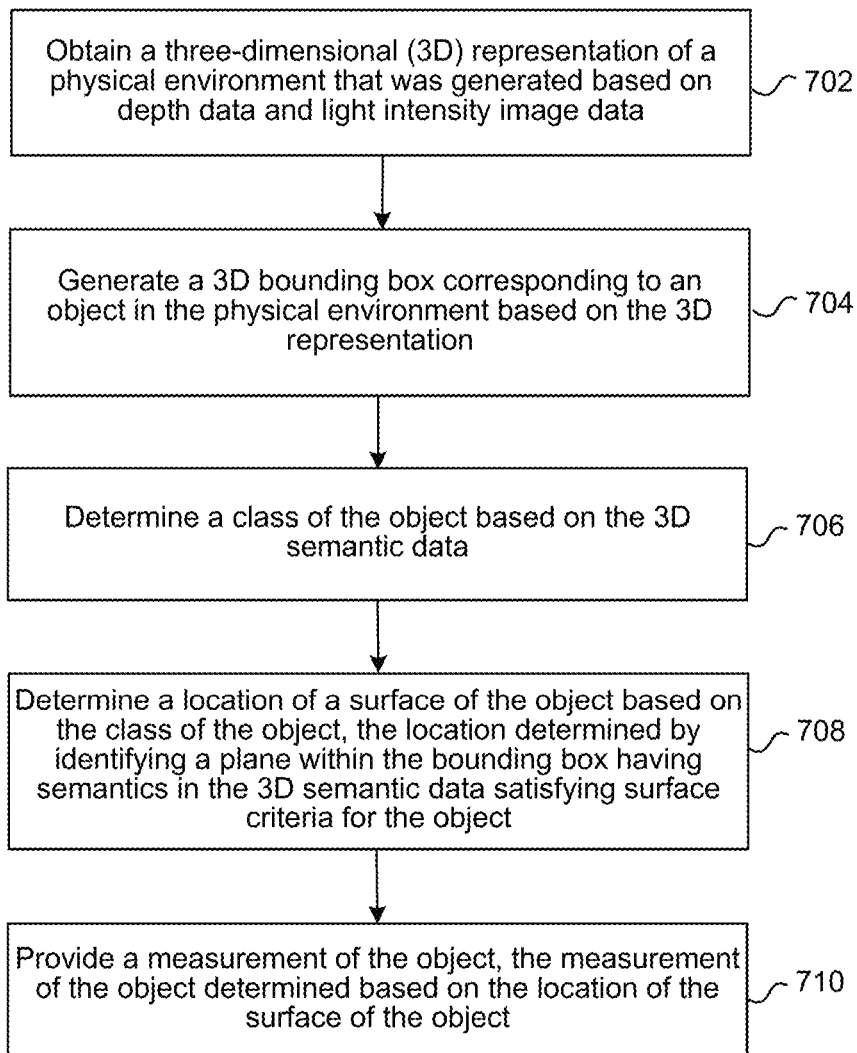 Obtain a three-dimensional (3D) representation of a
physical environment that was generated based on
depth data and light intensity image data
702
Generate a 3D bounding box corresponding to an
object in the physical environment based on the 3D
representation
704
Determine a class of the object based on the 3D
semantic data
706
Determine a location of a surface of the object based on
the class of the object, the location determined by
identifying a plane within the bounding box having
semantics in the 3D semantic data satisfying surface
criteria for the object
708
Provide a measurement of the object, the measurement
of the object determined based on the location of the
surface of the object
710